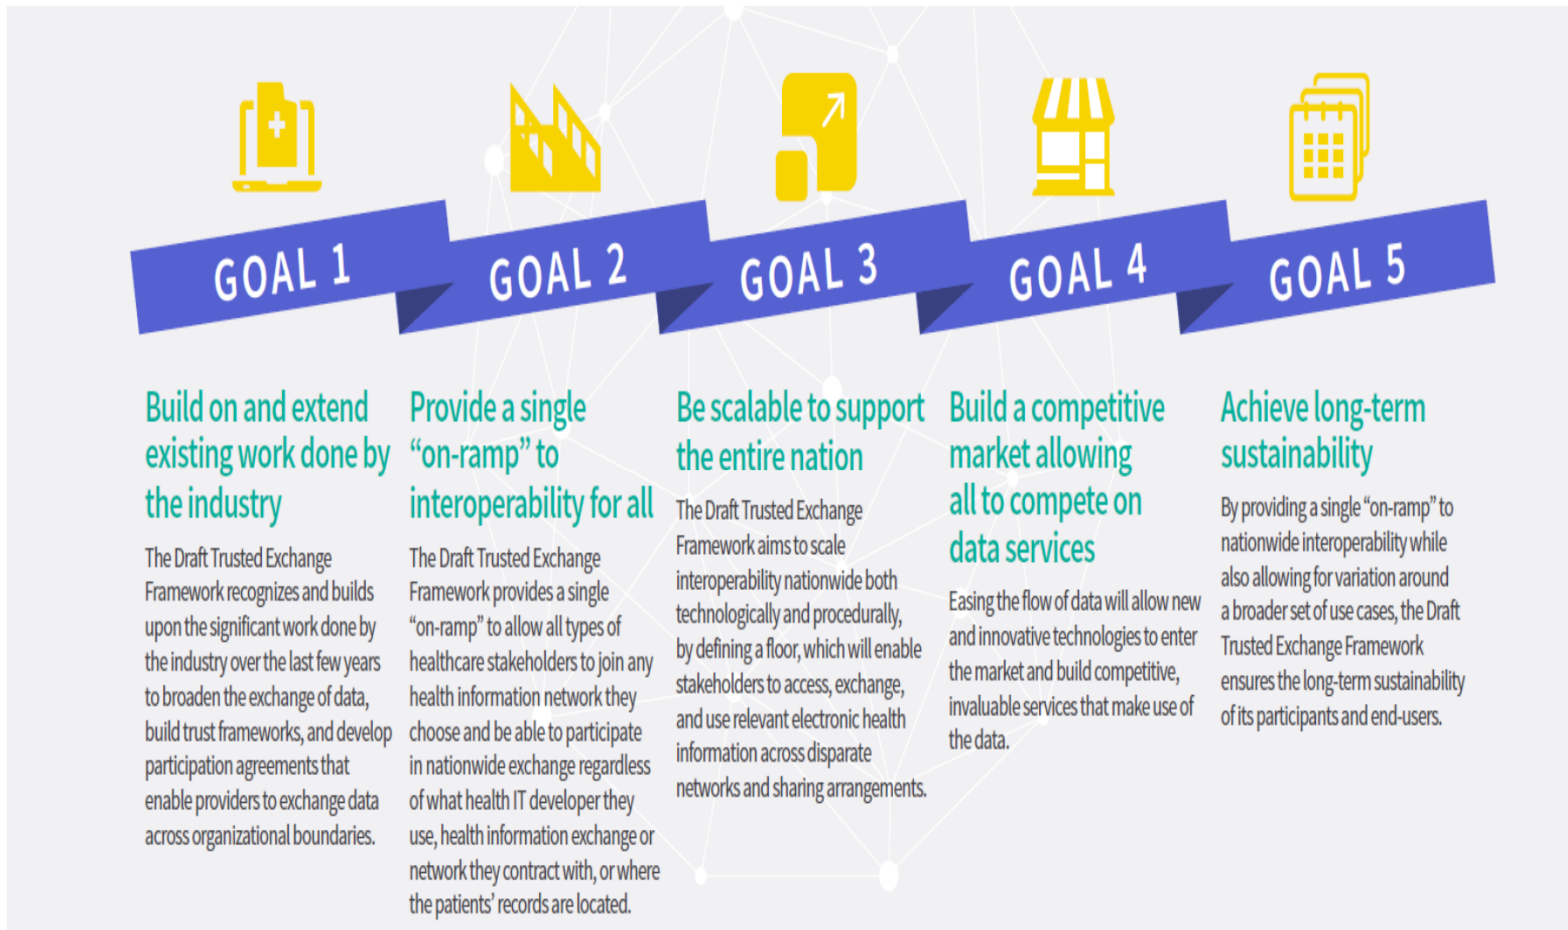 GOAL 1
GOAL 2
GOAL 3
GOAL 4
GOAL 5
Build on and extend
existing work done by
the industry
The Draft Trusted Exchange
Framework recognizes and builds
upon the significant work done by
the industry over the last few years
to broaden the exchange of data,
build trust frameworks, and develop
participation agreements that
enable providers to exchange data
across organizational boundaries.
Provide a single
“on-ramp” to
interoperability for all
The Draft Trusted Exchange
Framework provides a single
“on-ramp” to allow all types of
healthcare stakeholders to join any
health information network they
choose and be able to participate
in nationwide exchange regardless
of what health IT developer they
use, health information exchange or
network they contract with, or where
the patients’ records are located.
Be scalable to support
the entire nation
The Draft Trusted Exchange
Framework aims to scale
interoperability nationwide both
technologically and procedurally,
by defining a floor, which will enable
stakeholders to access, exchange,
and use relevant electronic health
information across disparate
networks and sharing arrangements.
Build a competitive
market allowing
all to compete on
data services
Easing the flow of data will allow new
and innovative technologies to enter
the market and build competitive,
invaluable services that make use of
the data.
Achieve long-term
sustainability
By providing a single “on-ramp” to
nationwide interoperability while
also allowing for variation around
a broader set of use cases, the Draft
Trusted Exchange Framework
ensures the long-term sustainability
of its participants and end-users.